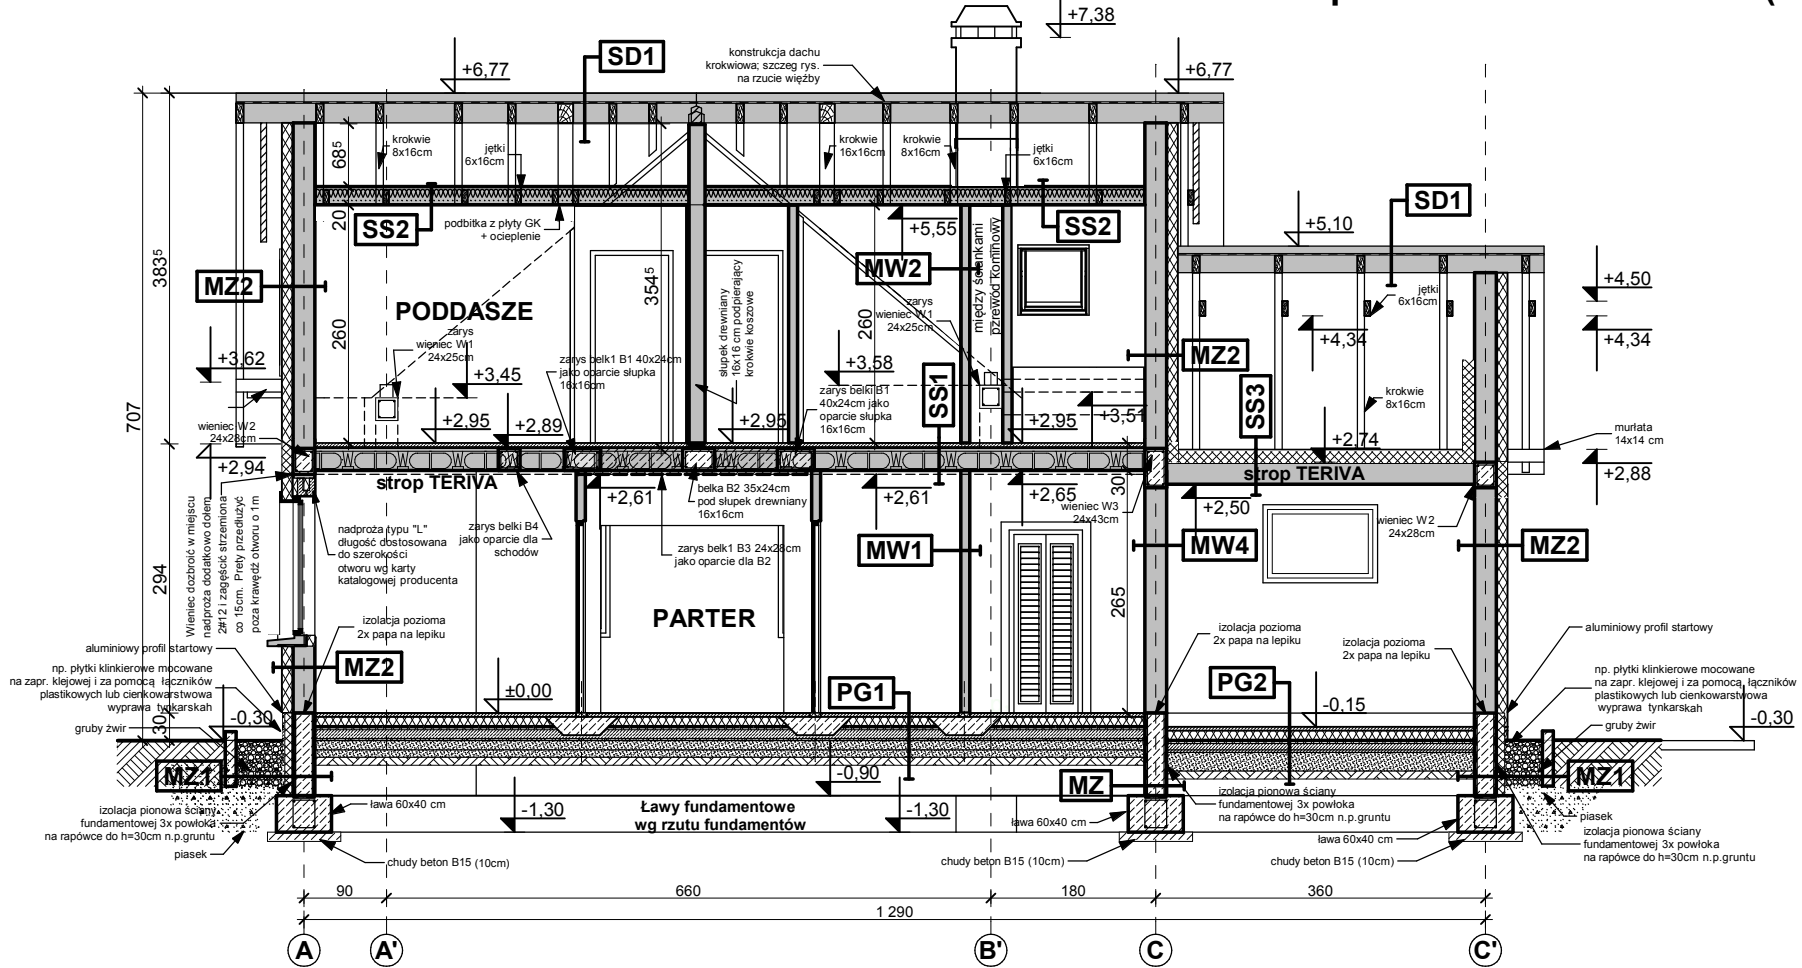 +7,38
SD1
konstrukcja dachu
krokwiowa; szczeg rys.
na rzucie więźby
+6,77
+6,77
krokwie
8x16cm
jętki
6x16cm
krokwie
16x16cm
krokwie
8x16cm
jętki
6x16cm
68⁵
20
SS2
podbitka z płyty GK
+ ocieplenie
+5,55
SS2
SD1
+5,10
707
383⁵
294
30
MZ2
PODDASZE
260
354⁵
słupek drewniany
16x16 cm podpierający
krokwie koszowe
MW2
260
między ściankami
pzrewód kominowy
zarys
wieniec W1
24x25cm
zarys
wieniec W1
24x25cm
jętki
6x16cm
+4,50
+4,34
+4,34
MZ2
+3,62
+3,45
zarys belk1 B1 40x24cm
jako oparcie słupka
16x16cm
+3,58
zarys belki B1
40x24cm jako
oparcie słupka
16x16cm
SS1
SS3
krokwie
8x16cm
+2,95
+2,89
+2,95
+2,95
+3,51
+2,74
murłata
14x14 cm
+2,88
wieniec W2
24x28cm
+2,94
strop TERIVA
strop TERIVA
+2,61
belka B2 35x24cm
pod słupek drewniany
16x16cm
+2,61
+2,65
30
wieniec W3
24x43cm
+2,50
wieniec W2
24x28cm
Wieniec dozbroić w miejscu
nadproża dodatkowo dołem
2#12 i zagęścić strzemiona
co 15cm. Pręty przedłużyć
poza krawędź otworu o 1m
nadproża typu "L"
długość dostosowana
do szerokości
otworu wg karty
katalogowej producenta
zarys belki B4
jako oparcie dla
schodów
zarys belk1 B3 24x28cm
jako oparcie dla B2
MW1
MW4
MZ2
265
PARTER
izolacja pozioma
2x papa na lepiku
izolacja pozioma
2x papa na lepiku
izolacja pozioma
2x papa na lepiku
aluminiowy profil startowy
aluminiowy profil startowy
MZ2
np. płytki klinkierowe mocowane
na zapr. klejowej i za pomocą łączników
plastikowych lub cienkowarstwowa
wyprawa tynkarskah
np. płytki klinkierowe mocowane
na zapr. klejowej i za pomocą łączników
plastikowych lub cienkowarstwowa
wyprawa tynkarskah
±0,00
PG1
PG2
-0,30
-0,15
-0,30
gruby żwir
gruby żwir
MZ1
-0,90
MZ
MZ1
izolacja pionowa ściany
fundamentowej 3x powłoka
na rapówce do h=30cm n.p.gruntu
piasek
ława 60x40 cm
-1,30
Ławy fundamentowe
wg rzutu fundamentów
-1,30
ława 60x40 cm
izolacja pionowa ściany
fundamentowej 3x powłoka
na rapówce do h=30cm n.p.gruntu
ława 60x40 cm
piasek
izolacja pionowa ściany
fundamentowej 3x powłoka
na rapówce do h=30cm n.p.gruntu
chudy beton B15 (10cm)
chudy beton B15 (10cm)
chudy beton B15 (10cm)
90
660
180
360
1 290
A
A'
B'
C
C'